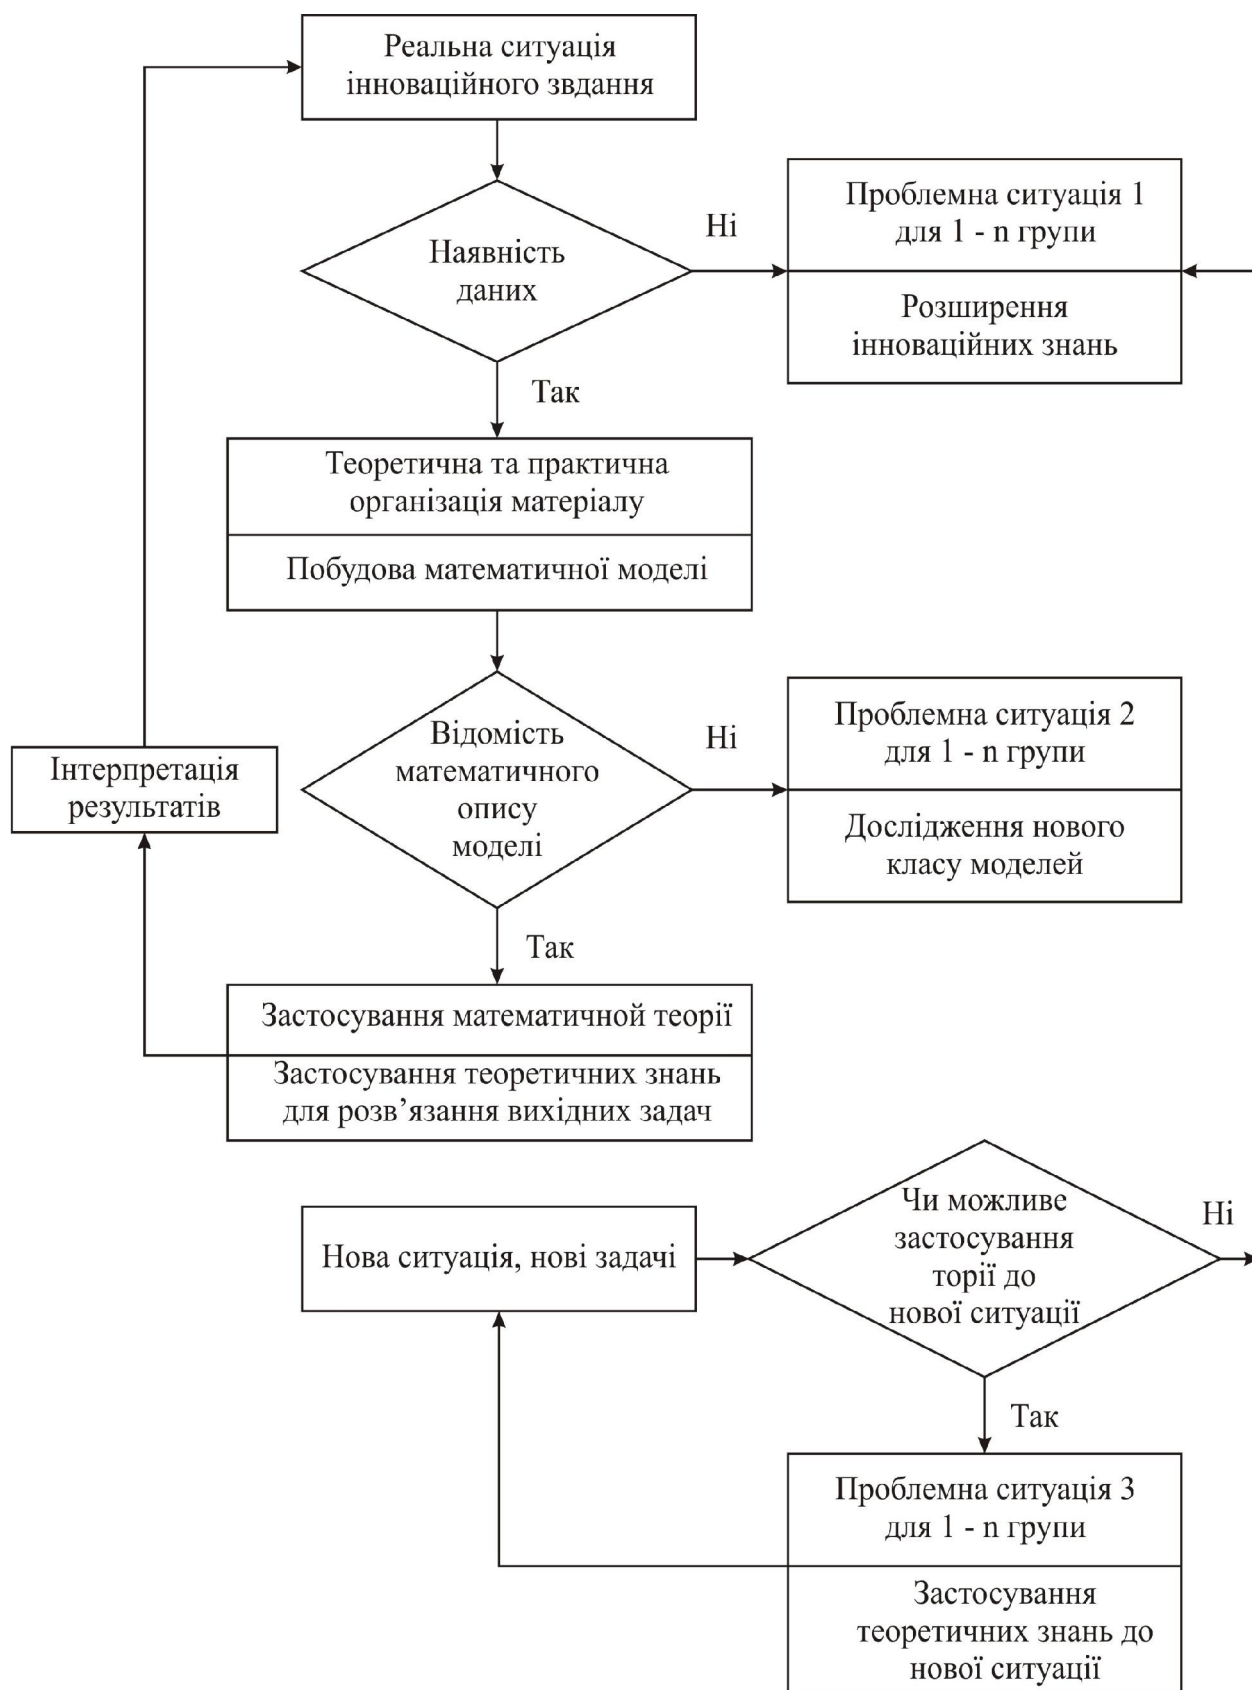 Реальна ситуація
інноваційного звдання
Наявність
даних
Ні
Проблемна ситуація 1
для 1 - n групи
Розширення
інноваційних знань
Так
Теоретична та практична
організація матеріалу
Побудова математичної моделі
Відомість
математичного
опису
моделі
Ні
Проблемна ситуація 2
для 1 - n групи
Дослідження нового
класу моделей
Інтерпретація
результатів
Так
Застосування математичной теорії
Застосування теоретичних знань
для розв’язання вихідних задач
Нова ситуація, нові задачі
Чи можливе
застосування
торії до
нової ситуації
Ні
Так
Проблемна ситуація 3
для 1 - n групи
Застосування
теоретичних знань до
нової ситуації